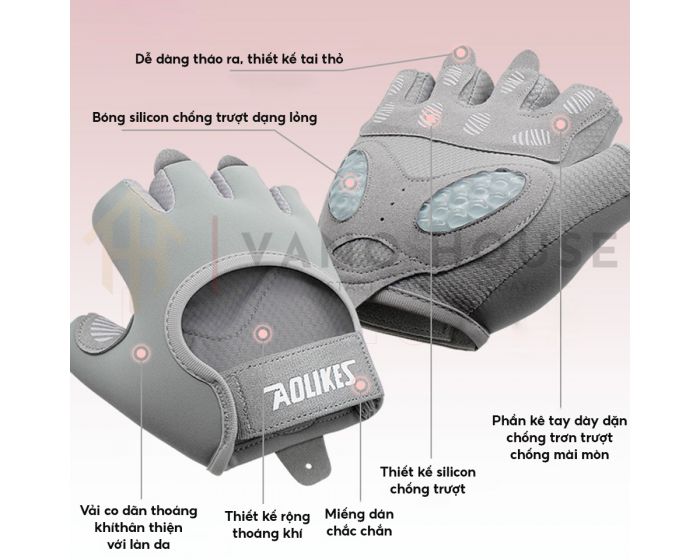 Dễ dàng tháo ra, thiết kế tai thỏ
Bóng silicon chống trượt dạng lỏng
VAMO HOUSE
AOLIKES
Phần kê tay dày dặn
chống trơn trượt
chống mài mòn
Thiết kế silicon
chống trượt
Vải co dãn thoáng
khíthân thiện
với làn da
Thiết kế rộng
thoáng khí
Miếng dán
chắc chắn